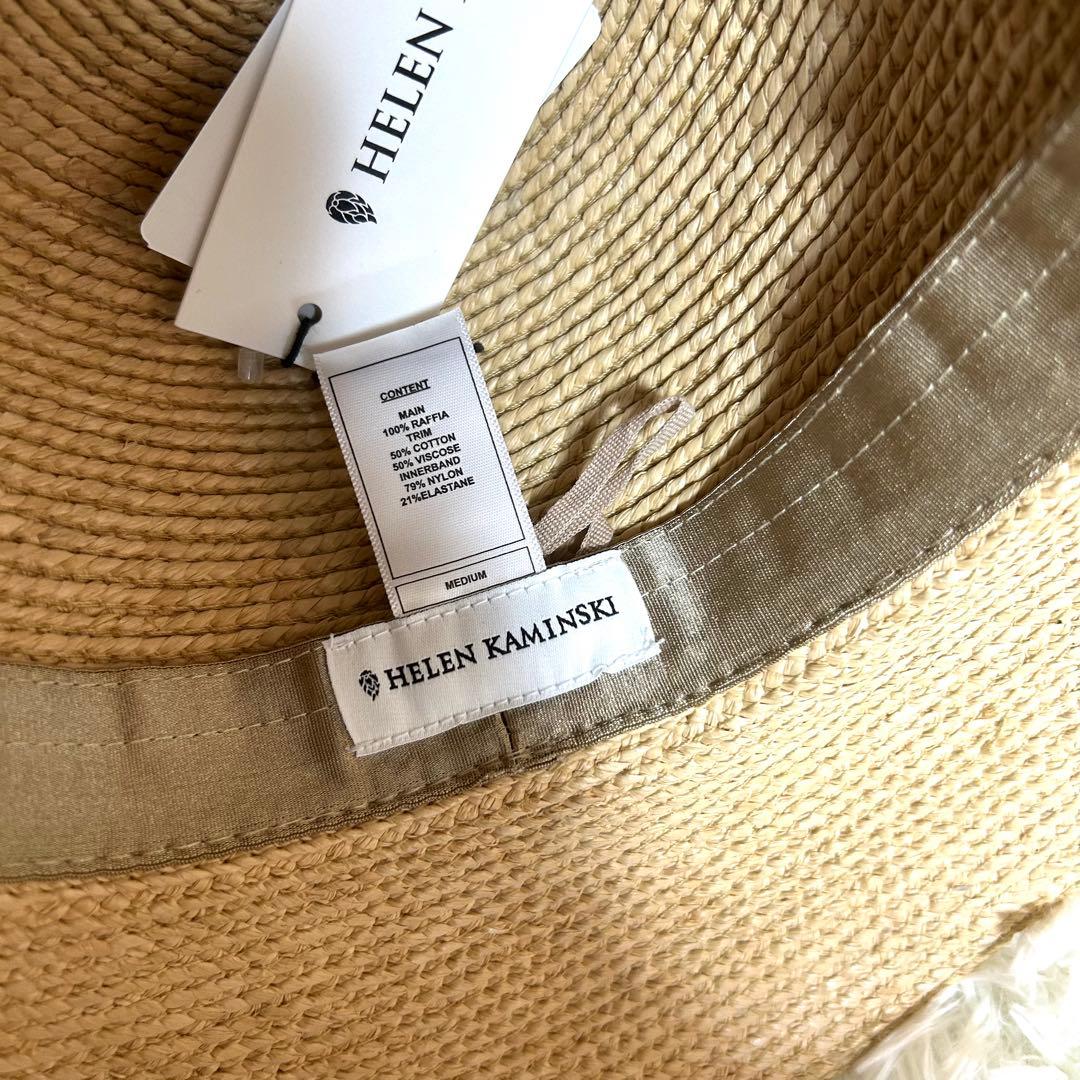 HELEN
CONTENT
MAIN
100% RAFFIA
TRIM
50% COTTON
50% VISCOSE
INNERBAND
79% NYLON
21%ELASTANE
MEDIUM
HELEN KAMINSKI